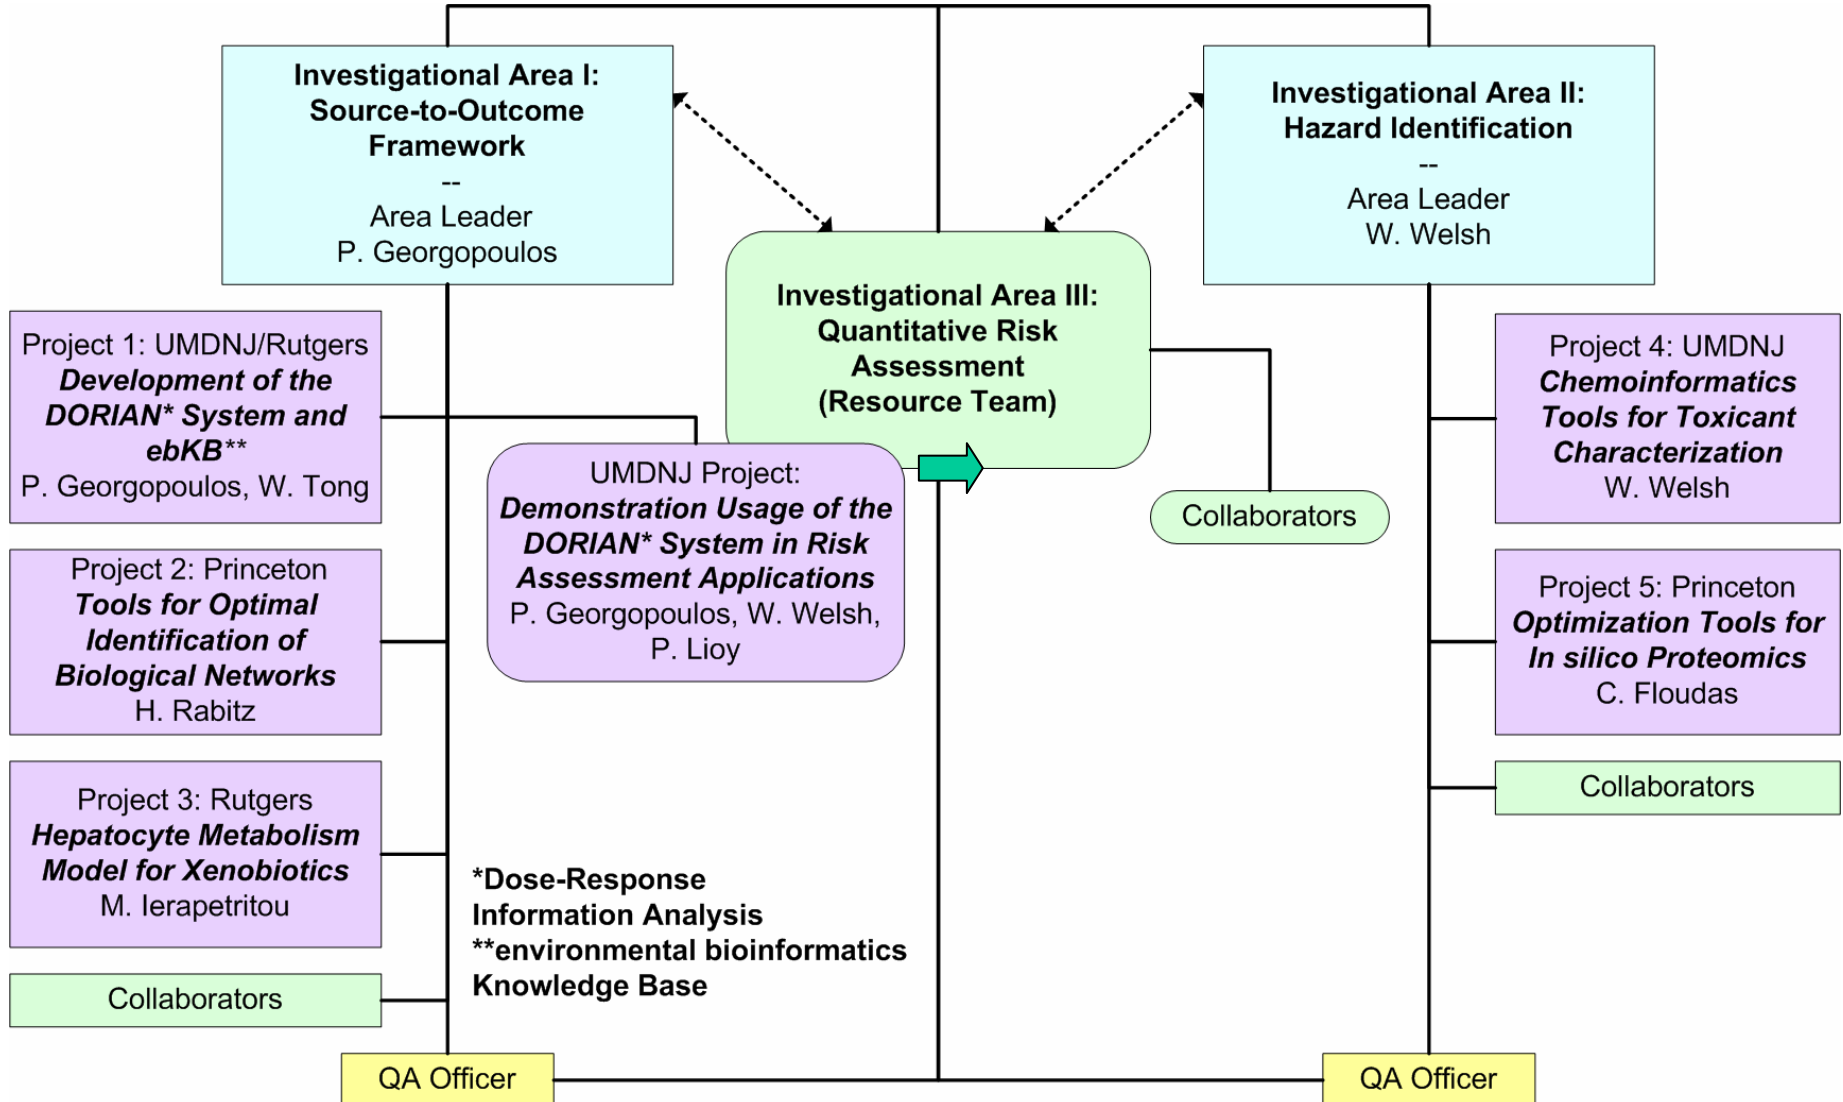 Investigational Area I:
Source-to-Outcome
Framework
--
Area Leader
P. Georgopoulos
Investigational Area II:
Hazard Identification
--
Area Leader
W. Welsh
Investigational Area III:
Quantitative Risk
Assessment
(Resource Team)
Collaborators
Project 1: UMDNJ/Rutgers
Development of the
DORIAN* System and
ebKB**
P. Georgopoulos, W. Tong
UMDNJ Project:
Demonstration Usage of the
DORIAN* System in Risk
Assessment Applications
P. Georgopoulos, W. Welsh,
P. Lioy
Project 4: UMDNJ
Chemoinformatics
Tools for Toxicant
Characterization
W. Welsh
Project 2: Princeton
Tools for Optimal
Identification of
Biological Networks
H. Rabitz
Project 5: Princeton
Optimization Tools for
In silico Proteomics
C. Floudas
Project 3: Rutgers
Hepatocyte Metabolism
Model for Xenobiotics
M. Ierapetritou
Collaborators
Collaborators
*Dose-Response
Information Analysis
**environmental bioinformatics
Knowledge Base
QA Officer
QA Officer